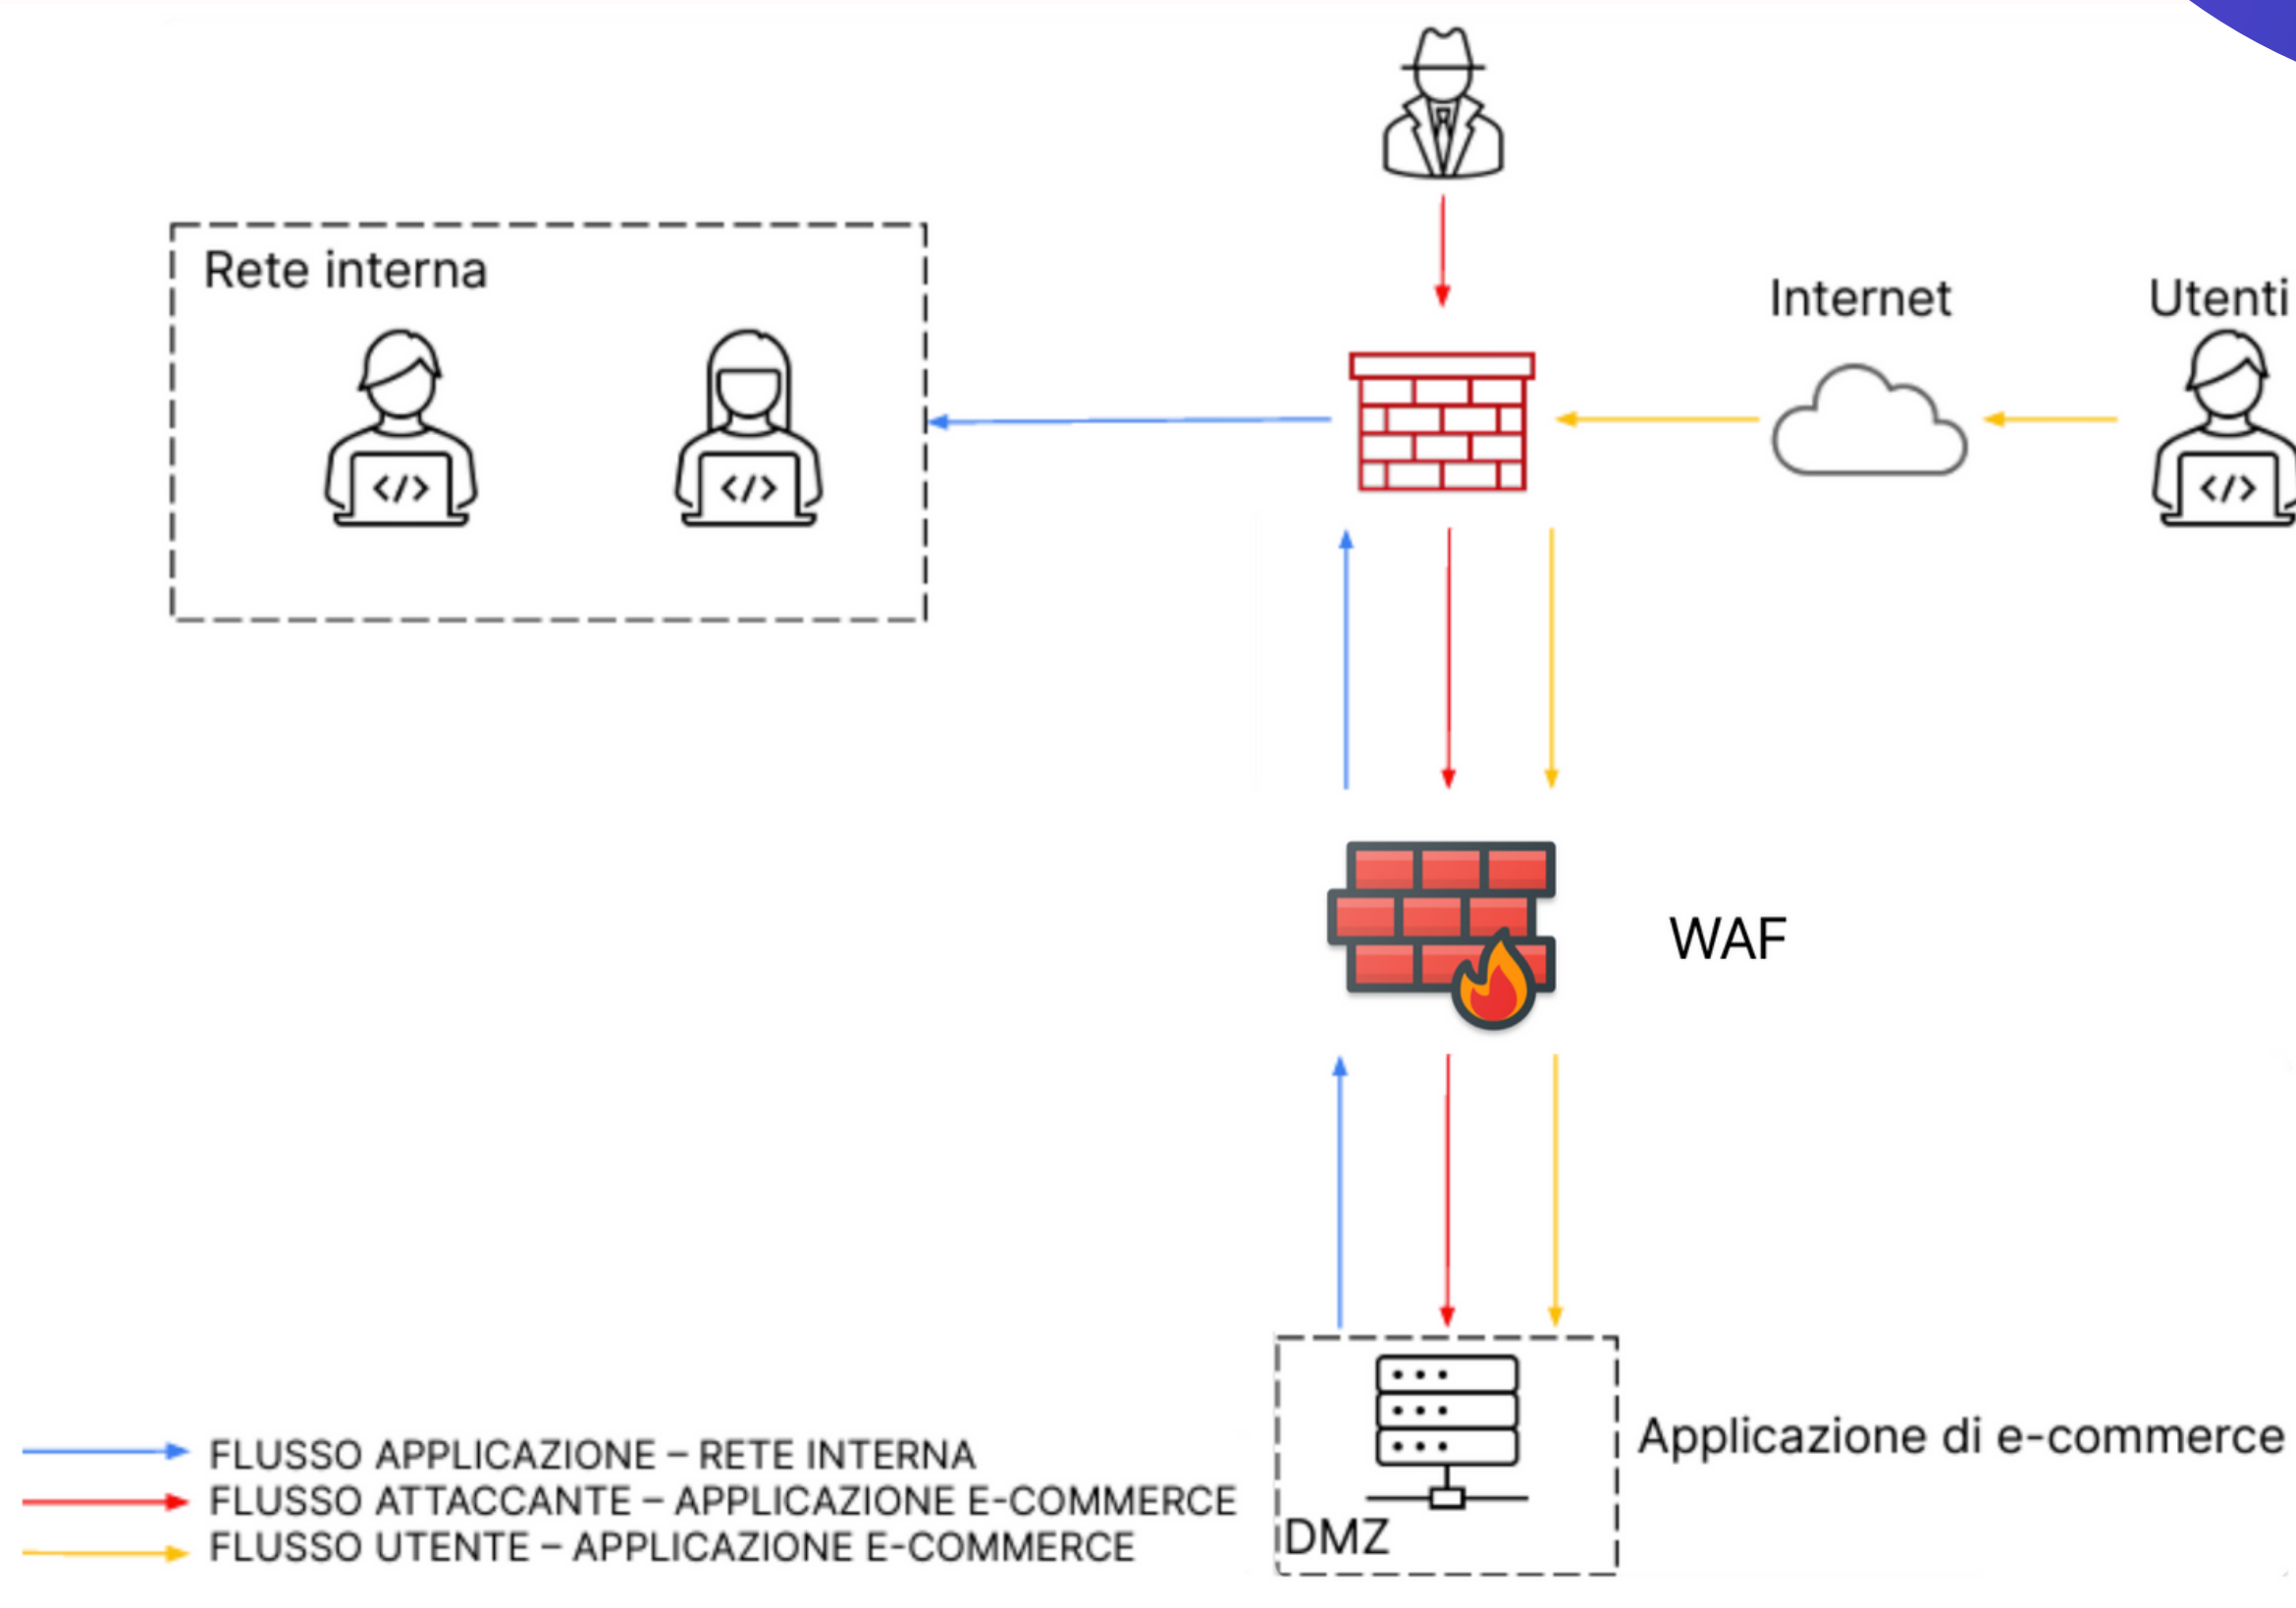 Rete interna
Internet
Utenti
</>
</>
</>
WAF
Applicazione di e-commerce
DMZ
FLUSSO APPLICAZIONE – RETE INTERNA
FLUSSO ATTACCANTE – APPLICAZIONE E-COMMERCE
FLUSSO UTENTE – APPLICAZIONE E-COMMERCE